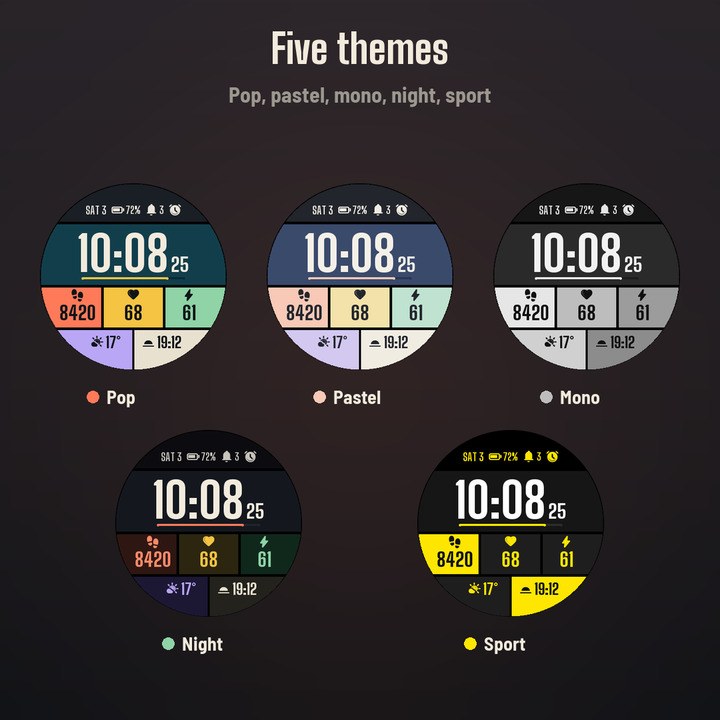 Five themes
Pop, pastel, mono, night, sport
SAT 3 72% 3
10:08 25
8420 68 61
17° 19:12
Pop
SAT 3 72% 3
10:08 25
8420 68 61
17° 19:12
Pastel
SAT 3 72% 3
10:08 25
8420 68 61
17° 19:12
Mono
SAT 3 72% 3
10:08 25
8420 68 61
17° 19:12
Night
SAT 3 72% 3
10:08 25
8420 68 61
17° 19:12
Sport